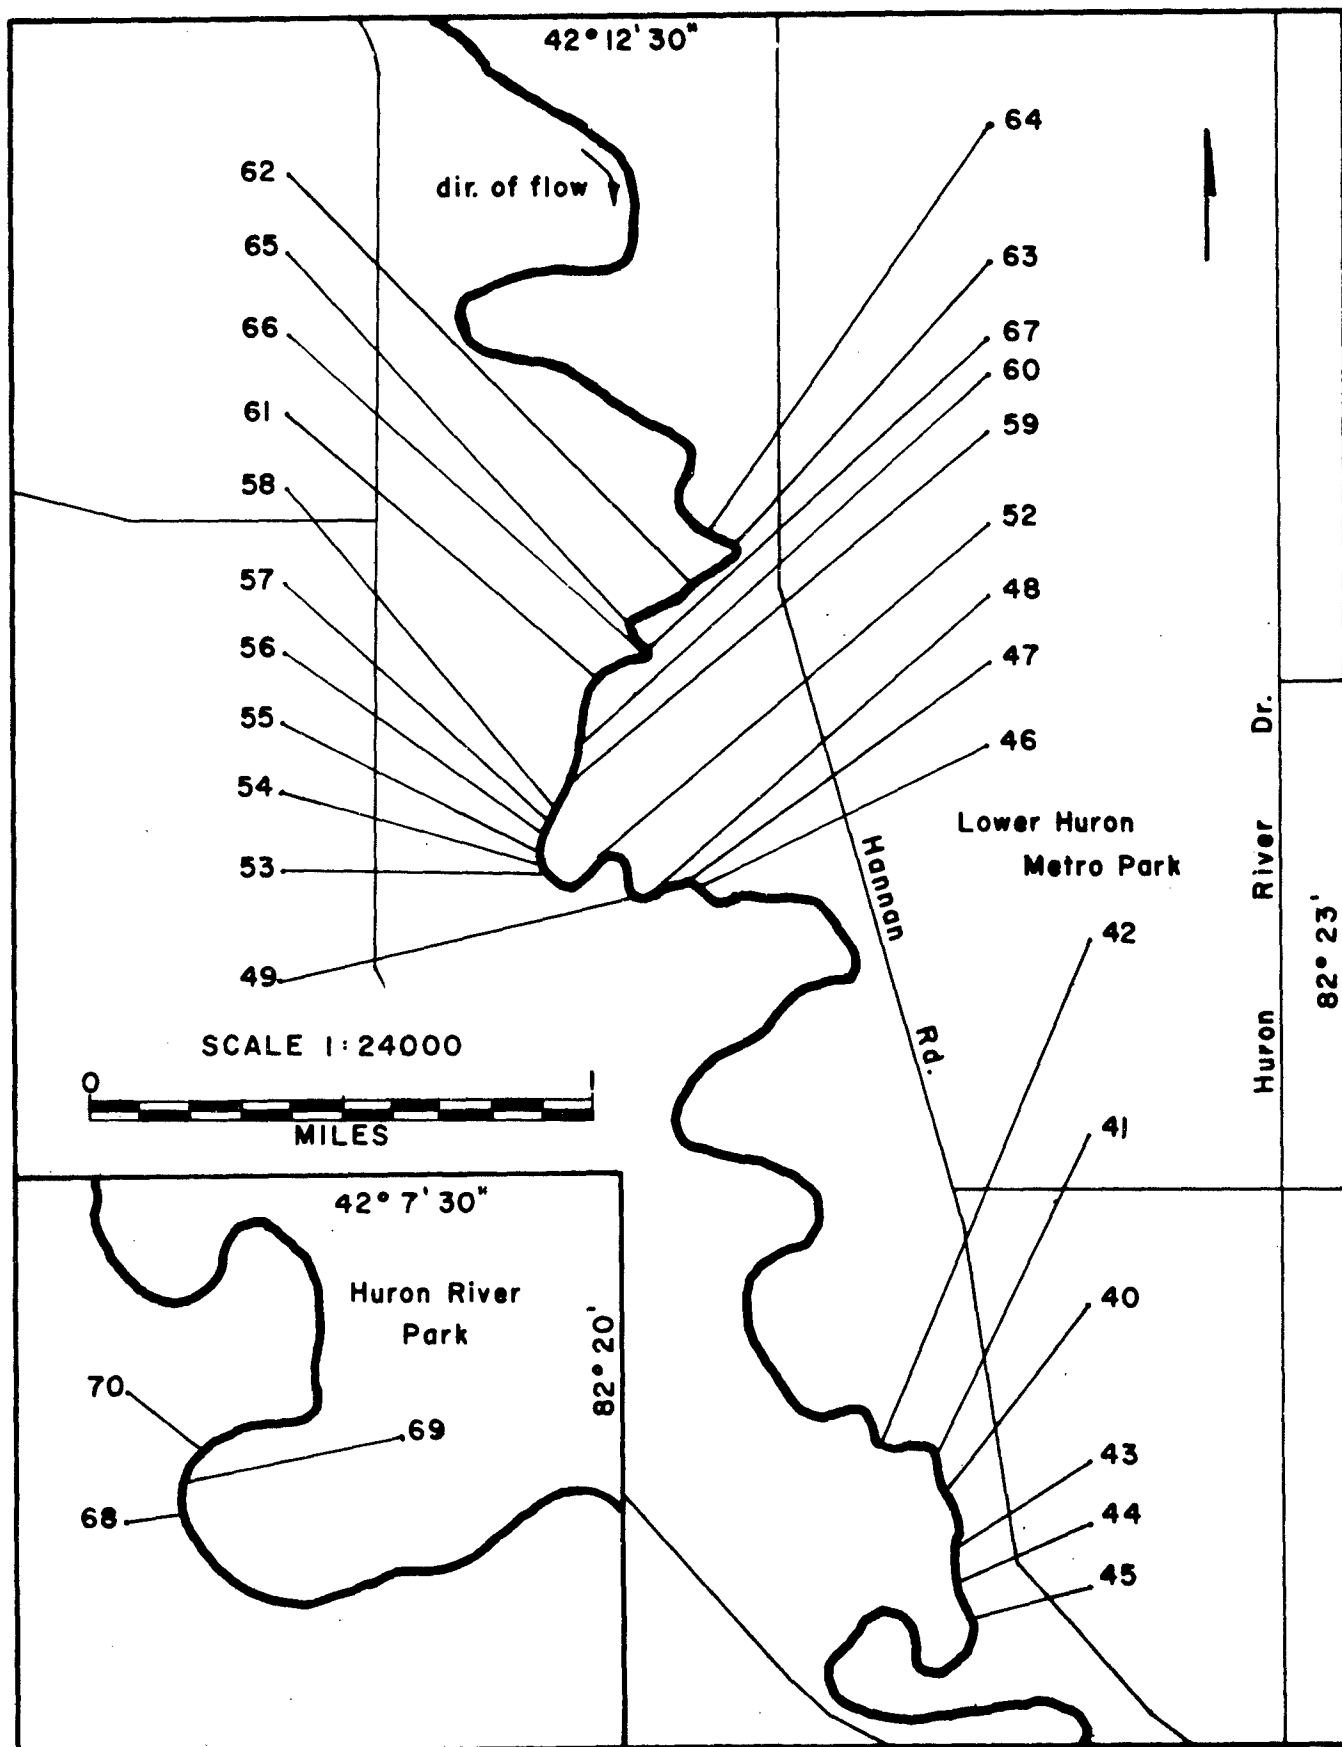 42° 12' 30"
64
62
dir. of flow
65
63
66
67
60
61
59
58
52
57
48
56
47
55
Dr.
46
54
Lower Huron
Metro Park
River
53
Hannan
82° 23'
42
49
SCALE 1:24000
Rd.
Huron
0 1
MILES
41
42° 7' 30"
Huron River
Park
82° 20'
40
70
69
43
68
44
45